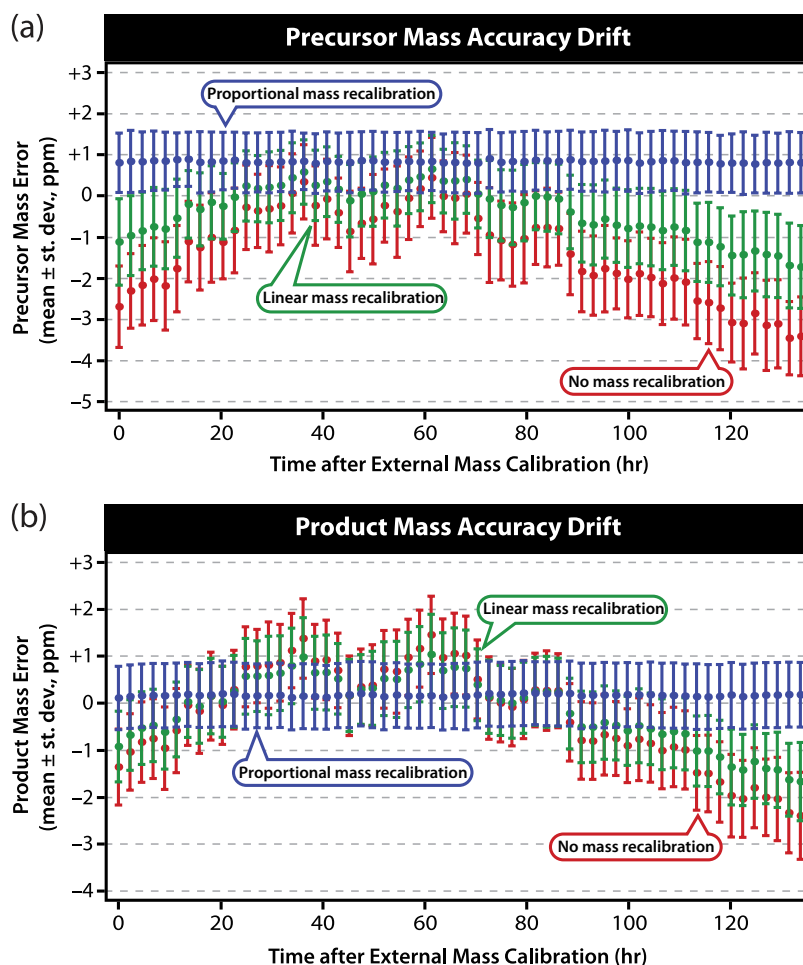 (a)
Precursor Mass Accuracy Drift
Precursor Mass Error
(mean ± st. dev., ppm)
+3
+2
+1
0
−1
−2
−3
−4
−5
Proportional mass recalibration
Linear mass recalibration
No mass recalibration
0 20 40 60 80 100 120
Time after External Mass Calibration (hr)
(b)
Product Mass Accuracy Drift
Product Mass Error
(mean ± st. dev., ppm)
+3
+2
+1
0
−1
−2
−3
−4
Linear mass recalibration
Proportional mass recalibration
No mass recalibration
0 20 40 60 80 100 120
Time after External Mass Calibration (hr)